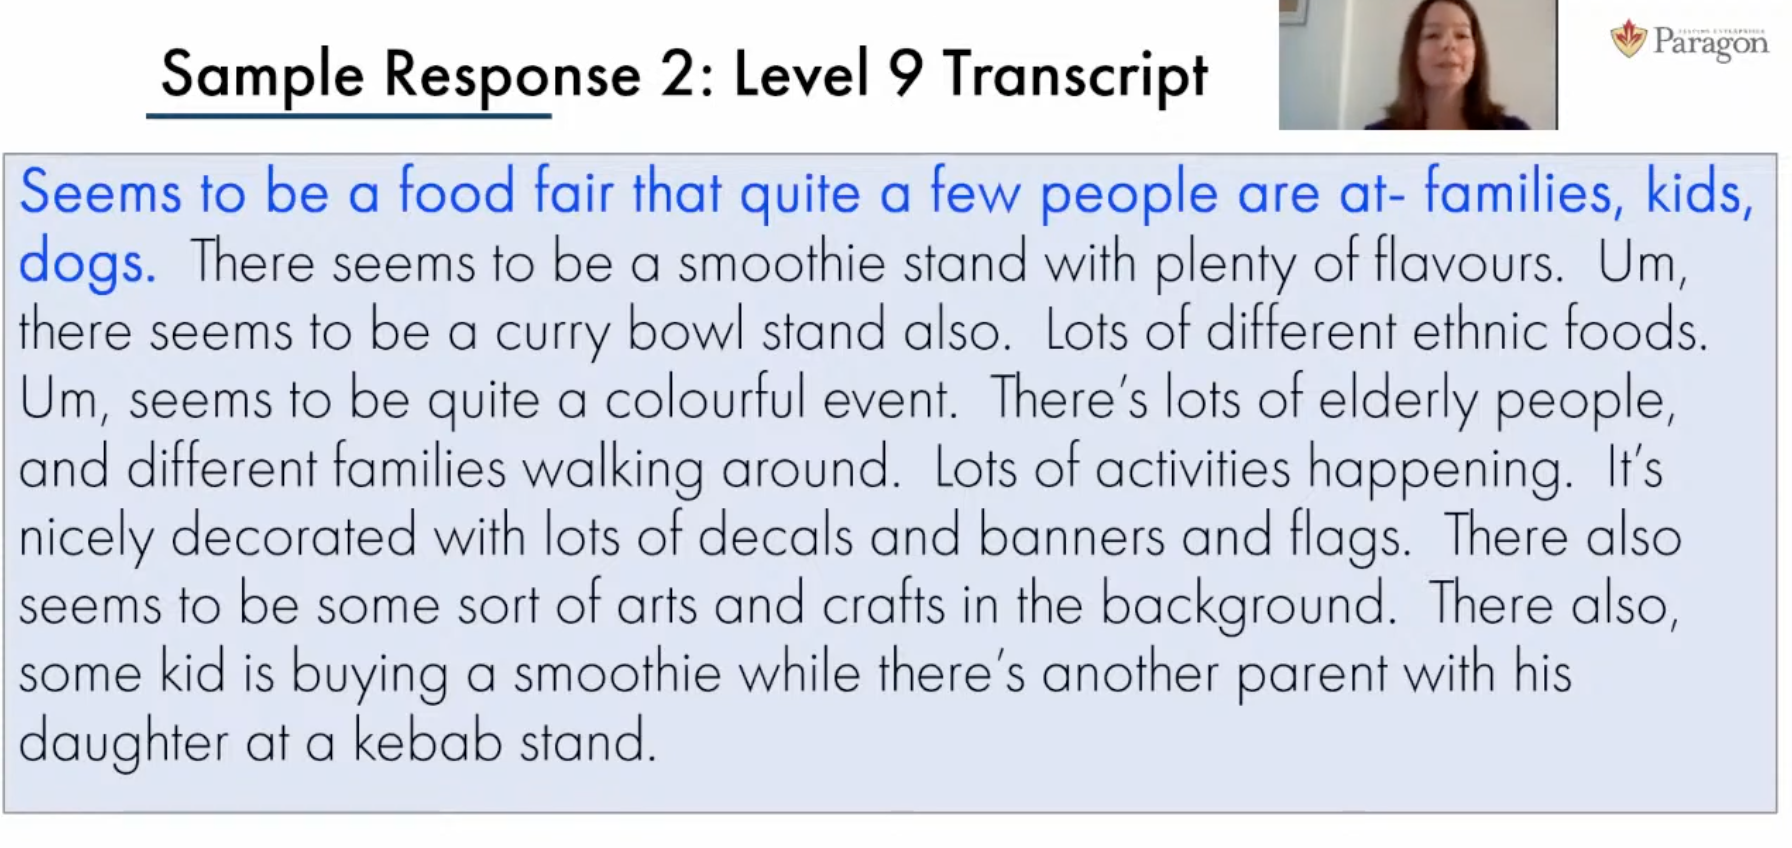 Sample Response 2: Level 9 Transcript
Paragon
Seems to be a food fair that quite a few people are at- families, kids,
dogs. There seems to be a smoothie stand with plenty of flavours. Um,
there seems to be a curry bowl stand also. Lots of different ethnic foods.
Um, seems to be quite a colourful event. There's lots of elderly people,
and different families walking around. Lots of activities happening. It's
nicely decorated with lots of decals and banners and flags. There also
seems to be some sort of arts and crafts in the background. There also,
some kid is buying a smoothie while there's another parent with his
daughter at a kebab stand.